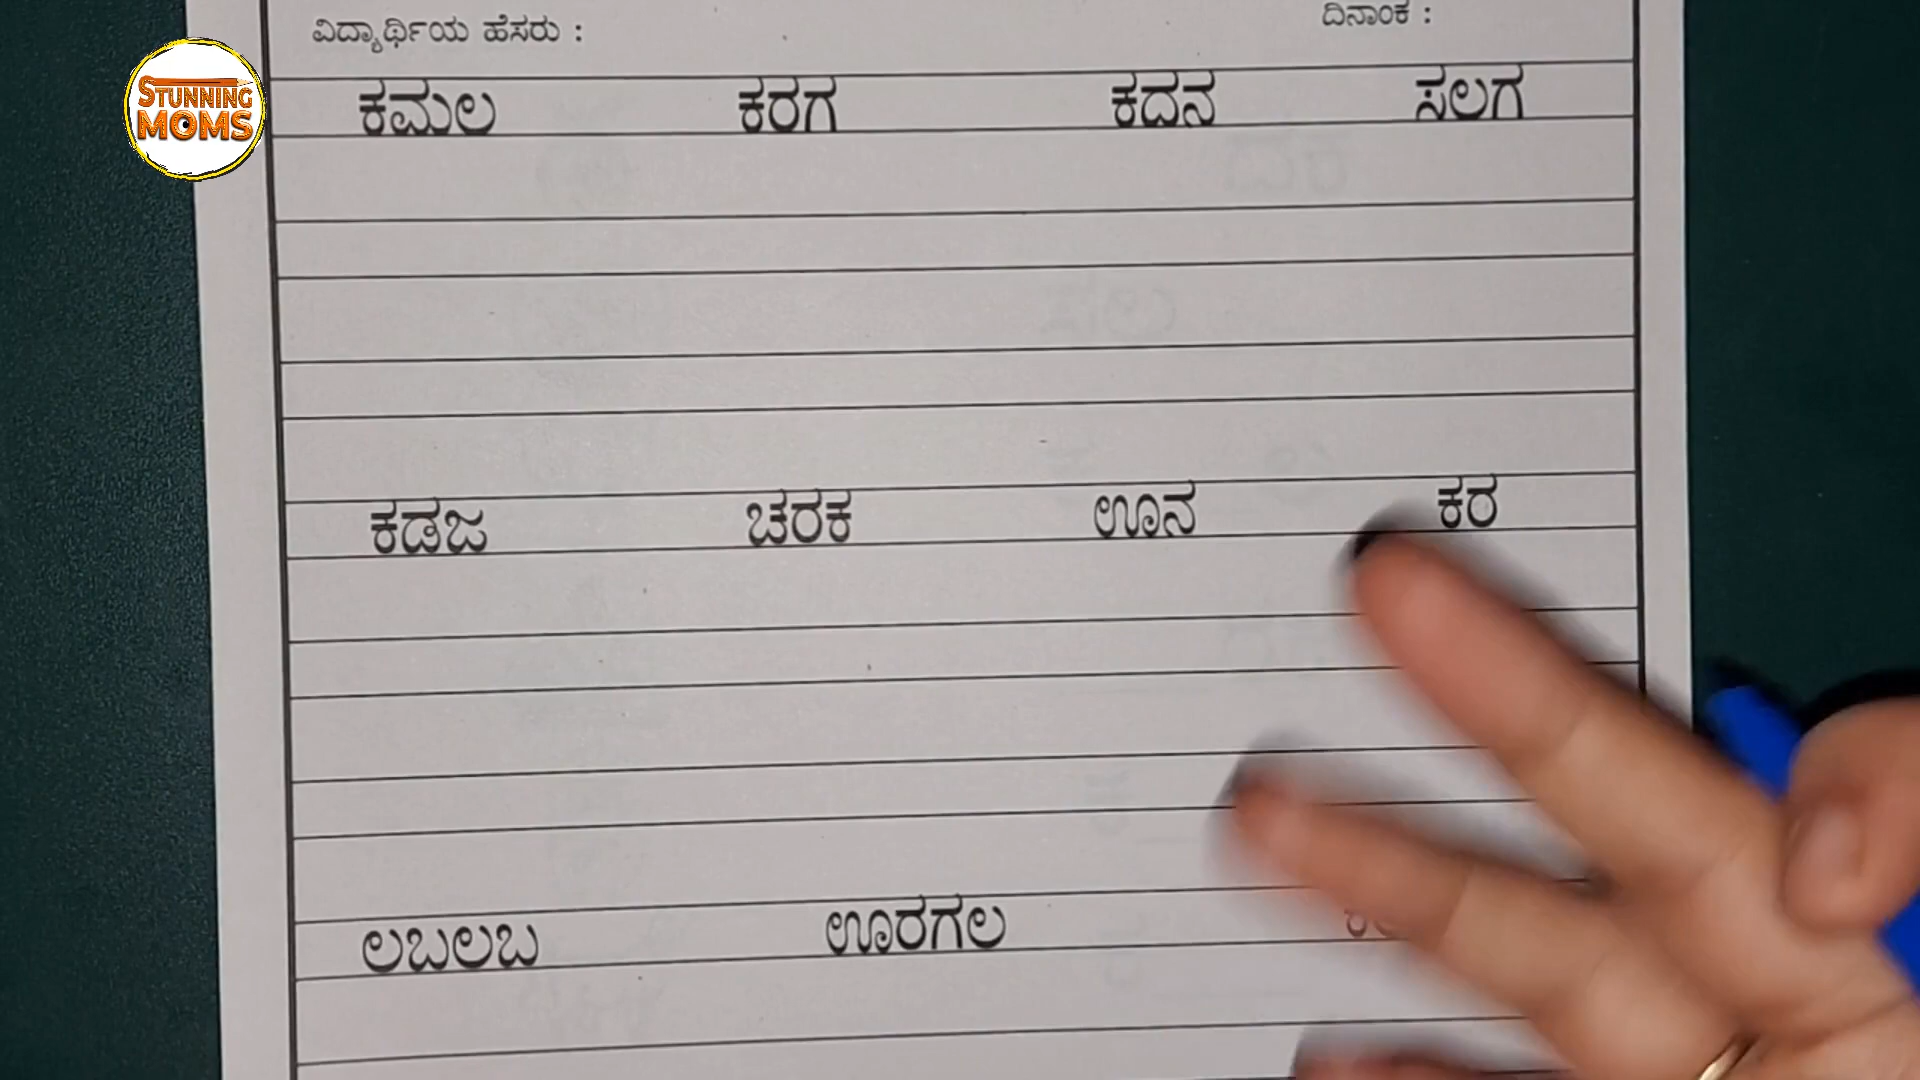 ವಿದ್ಯಾರ್ಥಿಯ ಹೆಸರು : ದಿನಾಂಕ :
STUNNING
MOMS
ಕಮಲ ಕರಗ ಕದನ ಸಲಗ
ಕಡಜ ಚರಕ ಊನ ಕರ
ಲಬಲಬ ಊರಗಲ